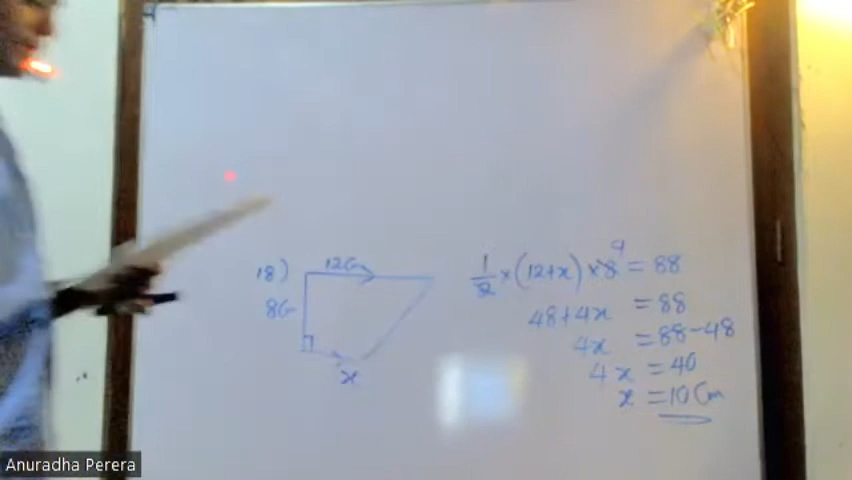 18) 12cm
8cm
x
1/2 × (12+x) × 8 4 = 88
48+4x = 88
4x = 88-48
4x = 40
x = 10cm
Anuradha Perera